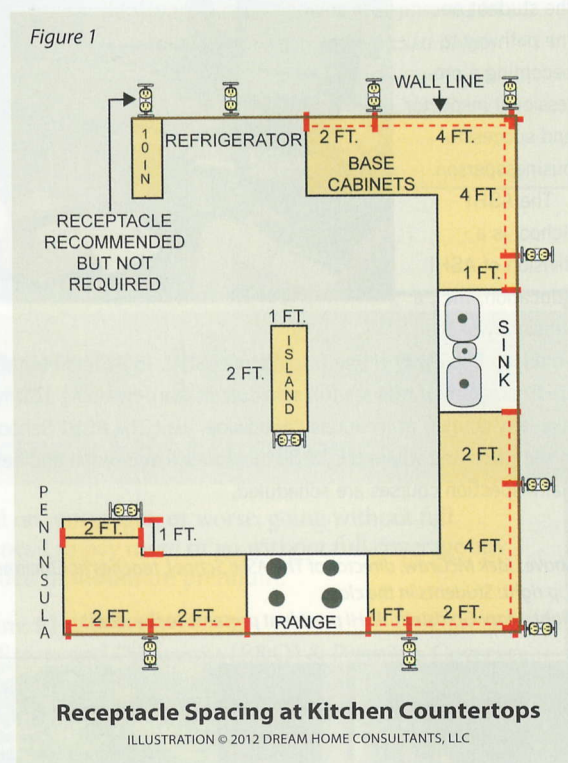 Figure 1
WALL LINE
10 IN
REFRIGERATOR
2 FT.
4 FT.
BASE
CABINETS
4 FT.
RECEPTACLE
RECOMMENDED
BUT NOT
REQUIRED
1 FT.
1 FT.
2 FT.
ISLAND
SINK
2 FT.
PENINSULA
2 FT.
1 FT.
4 FT.
2 FT.
2 FT.
RANGE
1 FT.
2 FT.
Receptacle Spacing at Kitchen Countertops
ILLUSTRATION © 2012 DREAM HOME CONSULTANTS, LLC